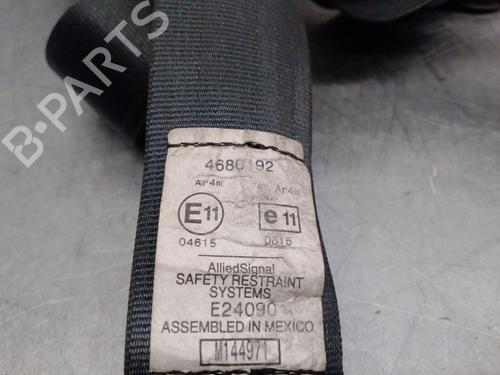 B-PARTS
4680192
Ar4m
Ar4m
E11
e11
04615
0615
AlliedSignal
SAFETY RESTRAINT
SYSTEMS
E24090
ASSEMBLED IN MEXICO
M144971